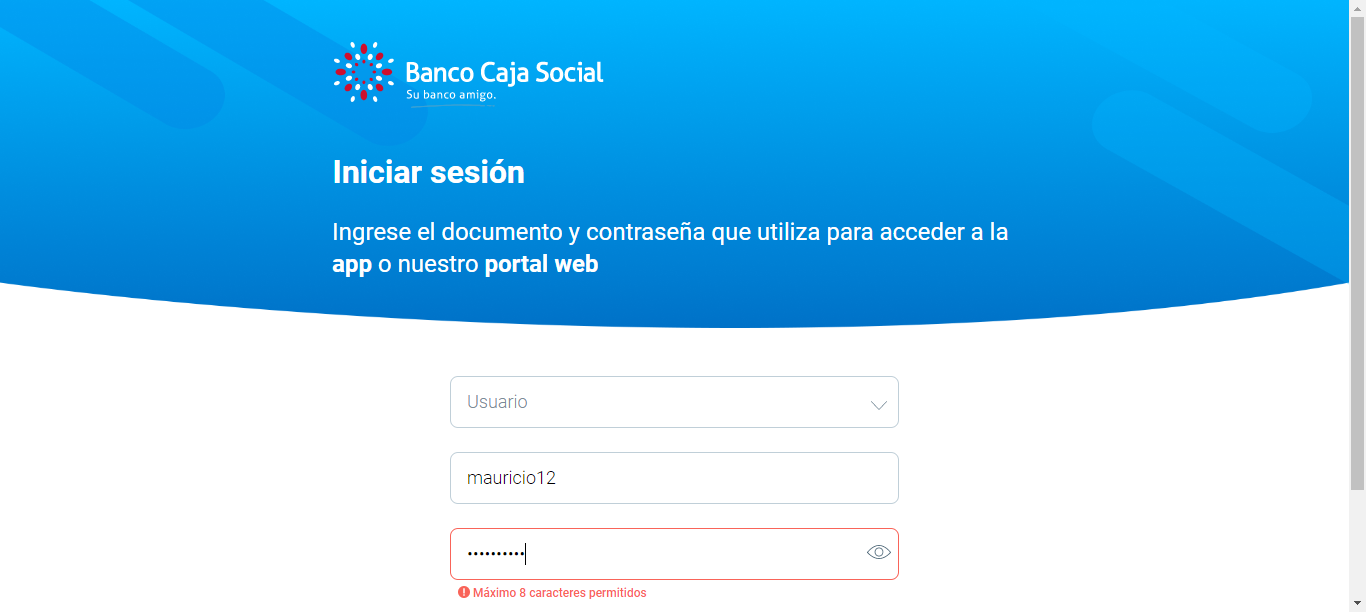 Banco Caja Social
Su banco amigo.
Iniciar sesión
Ingrese el documento y contraseña que utiliza para acceder a la
app o nuestro portal web
Usuario
mauricio12
••••••••••
Máximo 8 caracteres permitidos